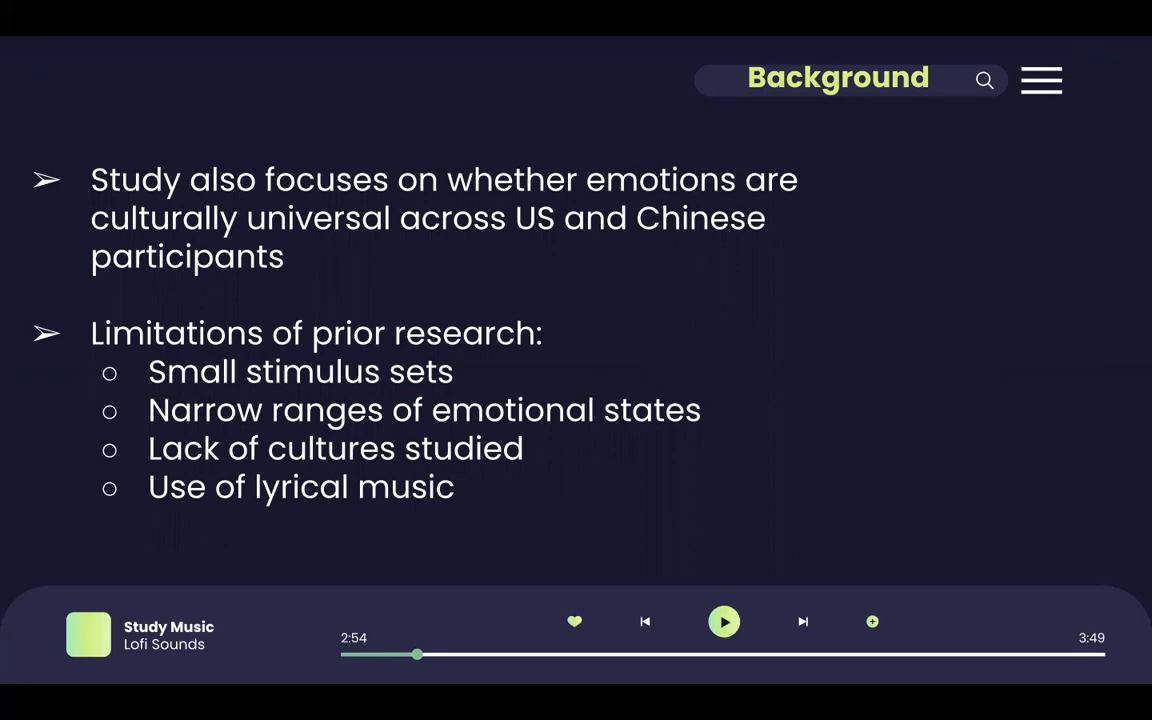 Background
➢ Study also focuses on whether emotions are
culturally universal across US and Chinese
participants
➢ Limitations of prior research:
○ Small stimulus sets
○ Narrow ranges of emotional states
○ Lack of cultures studied
○ Use of lyrical music
Study Music
Lofi Sounds
2:54
3:49